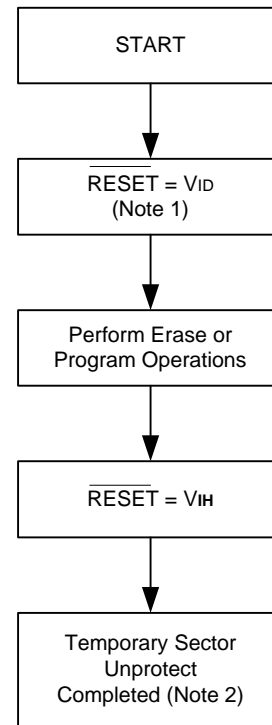 START
RESET = VID
(Note 1)
Perform Erase or
Program Operations
RESET = VIH
Temporary Sector
Unprotect
Completed (Note 2)